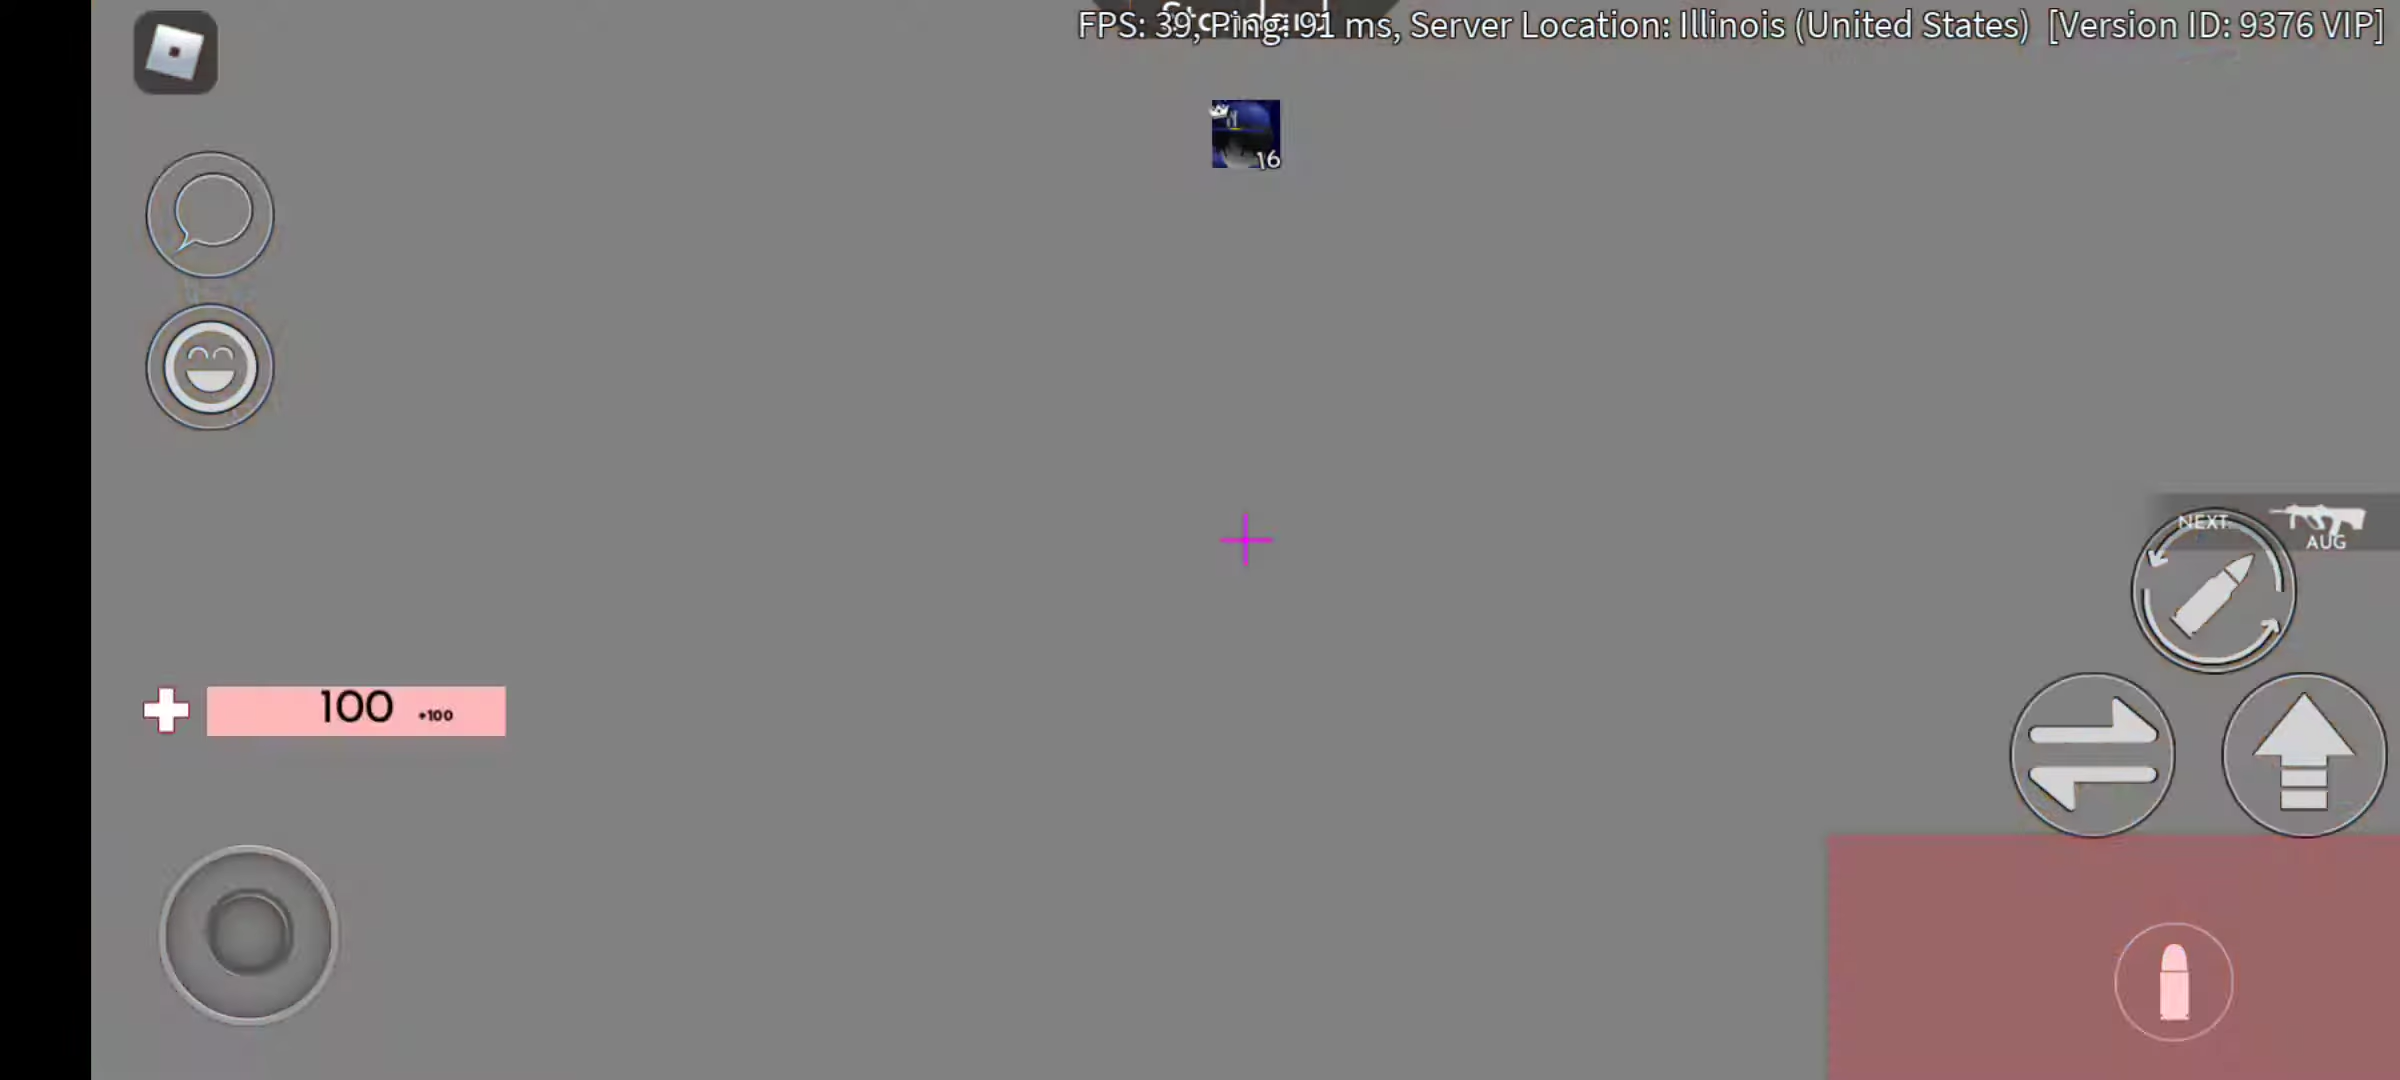 Standard
FPS: 39, Ping: 91 ms, Server Location: Illinois (United States) [Version ID: 9376 VIP]
16
NEXT
AUG
100 +100